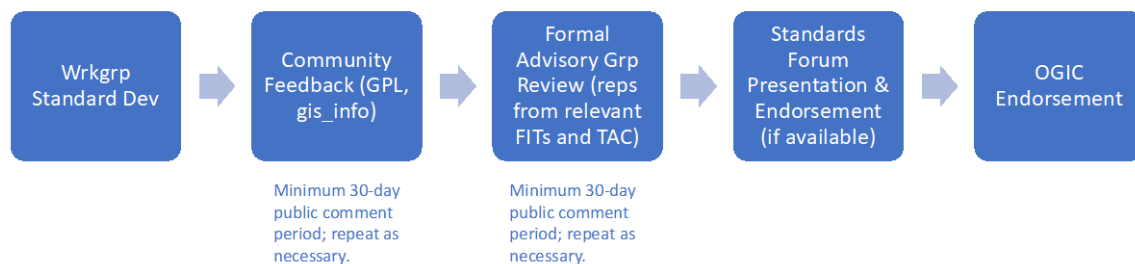 Wrkgrp
Standard Dev
Community
Feedback (GPL,
gis_info)
Formal
Advisory Grp
Review (reps
from relevant
FITs and TAC)
Standards
Forum
Presentation &
Endorsement
(if available)
OGIC
Endorsement
Minimum 30-day
public comment
period; repeat as
necessary.
Minimum 30-day
public comment
period; repeat as
necessary.